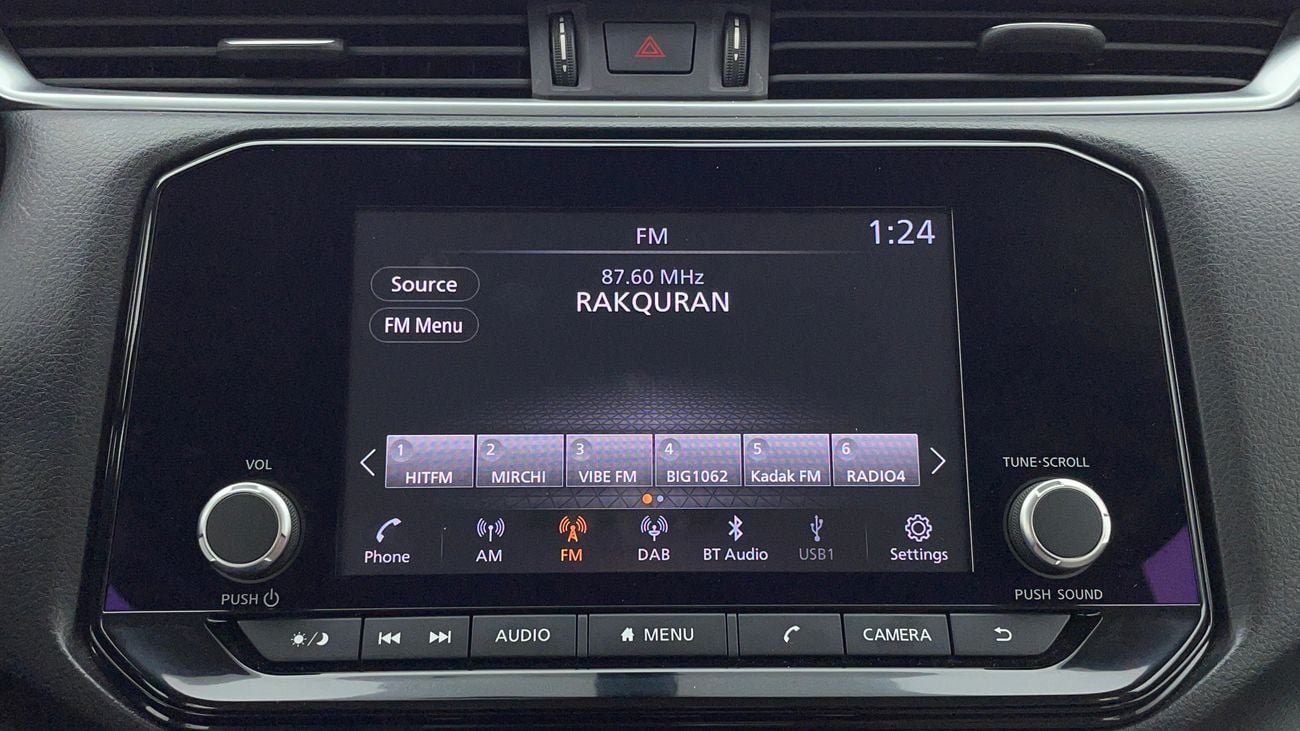 FM
1:24
Source
87.60 MHz
RAKQURAN
FM Menu
1 HITFM
2 MIRCHI
3 VIBE FM
4 BIG1062
5 Kadak FM
6 RADIO4
VOL
TUNE·SCROLL
Phone
AM
FM
DAB
BT Audio
USB1
Settings
PUSH
PUSH SOUND
AUDIO
MENU
CAMERA